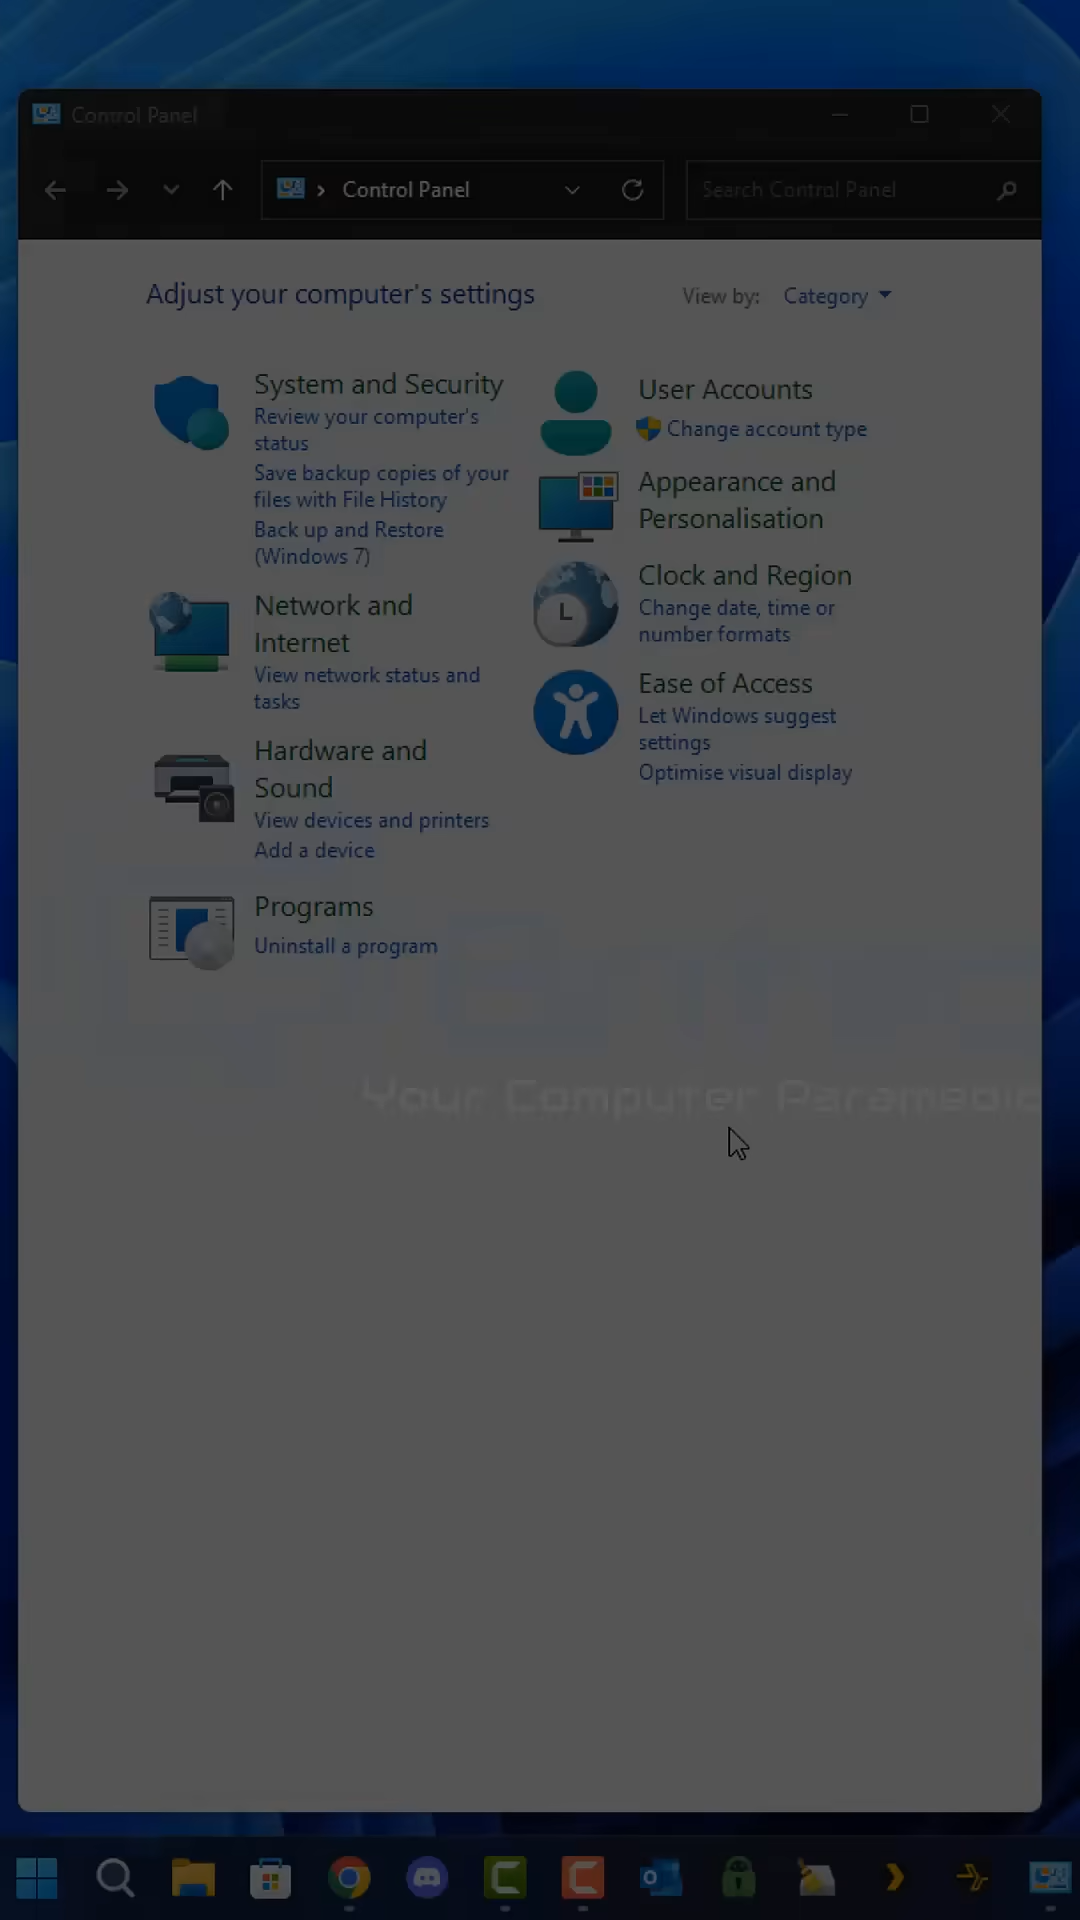 Control Panel
Control Panel
Search Control Panel
Adjust your computer's settings
View by: Category
System and Security
Review your computer's
status
Save backup copies of your
files with File History
Back up and Restore
(Windows 7)
Network and
Internet
View network status and
tasks
Hardware and
Sound
View devices and printers
Add a device
Programs
Uninstall a program
User Accounts
Change account type
Appearance and
Personalisation
Clock and Region
Change date, time or
number formats
Ease of Access
Let Windows suggest
settings
Optimise visual display
Your Computer Paramedic